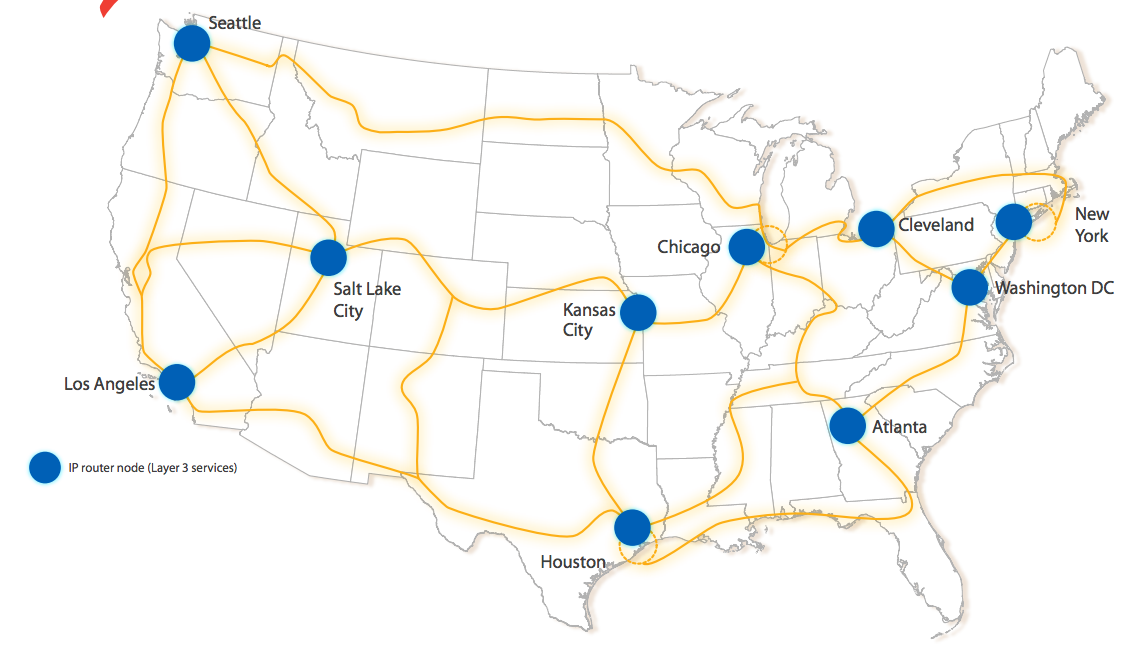 Seattle
New
York
Cleveland
Chicago
Washington DC
Salt Lake
City
Kansas
City
Los Angeles
Atlanta
IP router node (Layer 3 services)
Houston